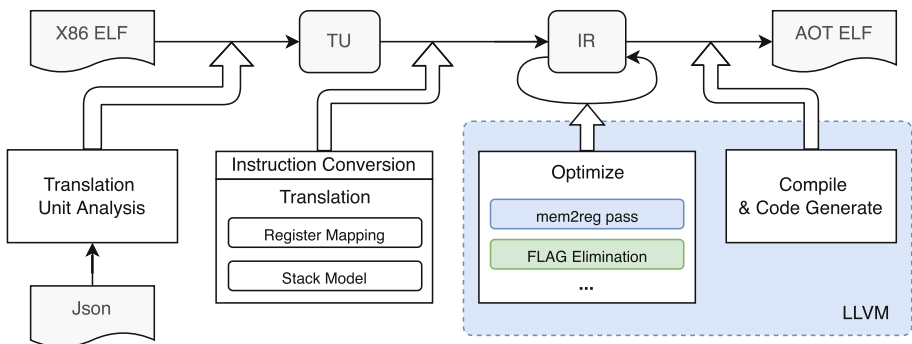 X86 ELF
TU
IR
AOT ELF
Translation
Unit Analysis
Json
Instruction Conversion
Translation
Register Mapping
Stack Model
Optimize
mem2reg pass
FLAG Elimination
...
Compile
& Code Generate
LLVM